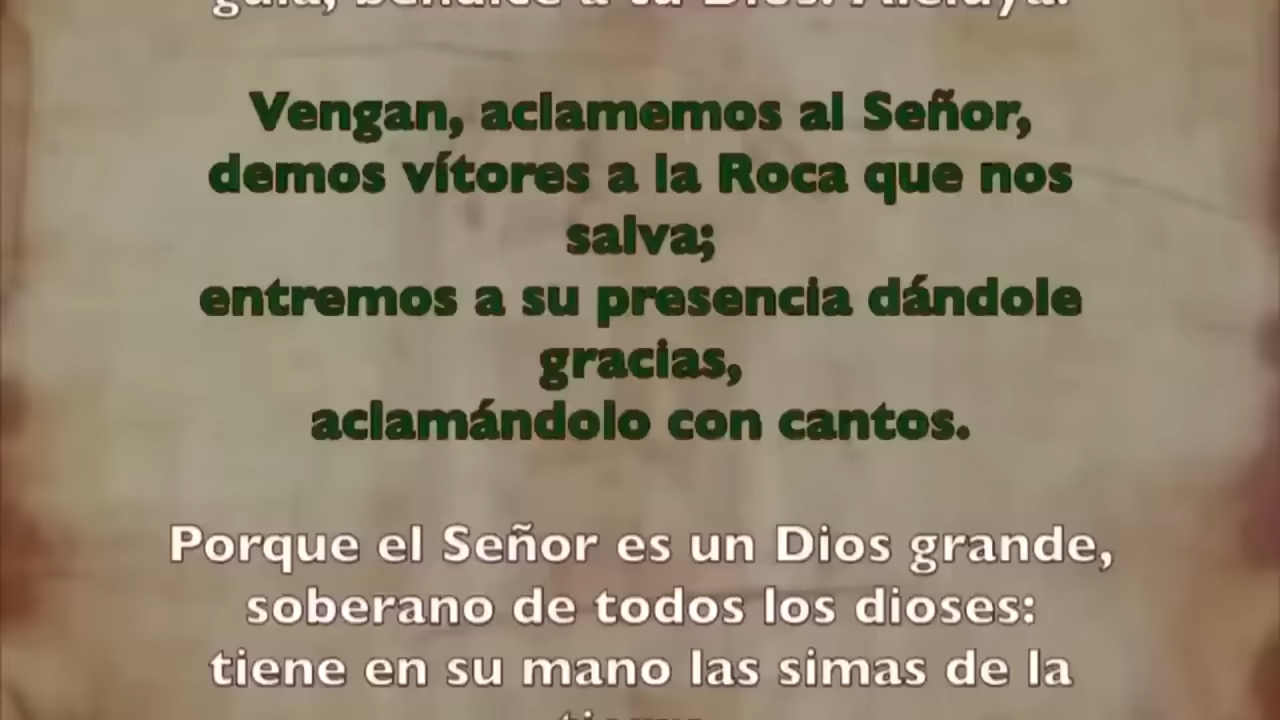 guía, bendice a tu Dios. Aleluya.
Vengan, aclamemos al Señor,
demos vítores a la Roca que nos
salva;
entremos a su presencia dándole
gracias,
aclamándolo con cantos.
Porque el Señor es un Dios grande,
soberano de todos los dioses:
tiene en su mano las simas de la